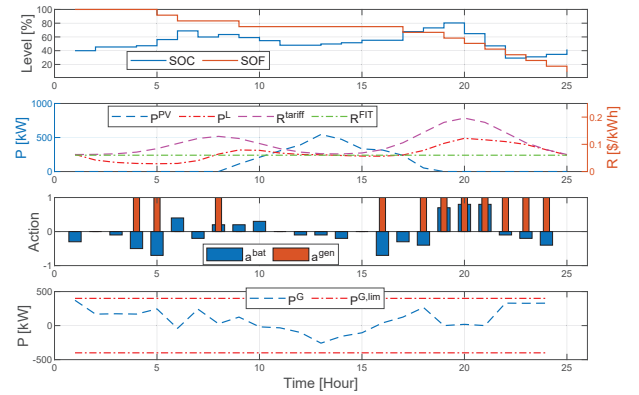 100
80
60
40
20
Level [%]
SOC SOF
0 5 10 15 20 25
1000
500
0
P [kW]
P^PV P^L R^tariff R^FIT
0.2
0.1
0
R [$/kWh]
0 5 10 15 20 25
1
0
-1
Action
a^bat a^gen
0 5 10 15 20 25
500
0
-500
P [kW]
P^G P^G,lim
0 5 10 15 20 25
Time [Hour]